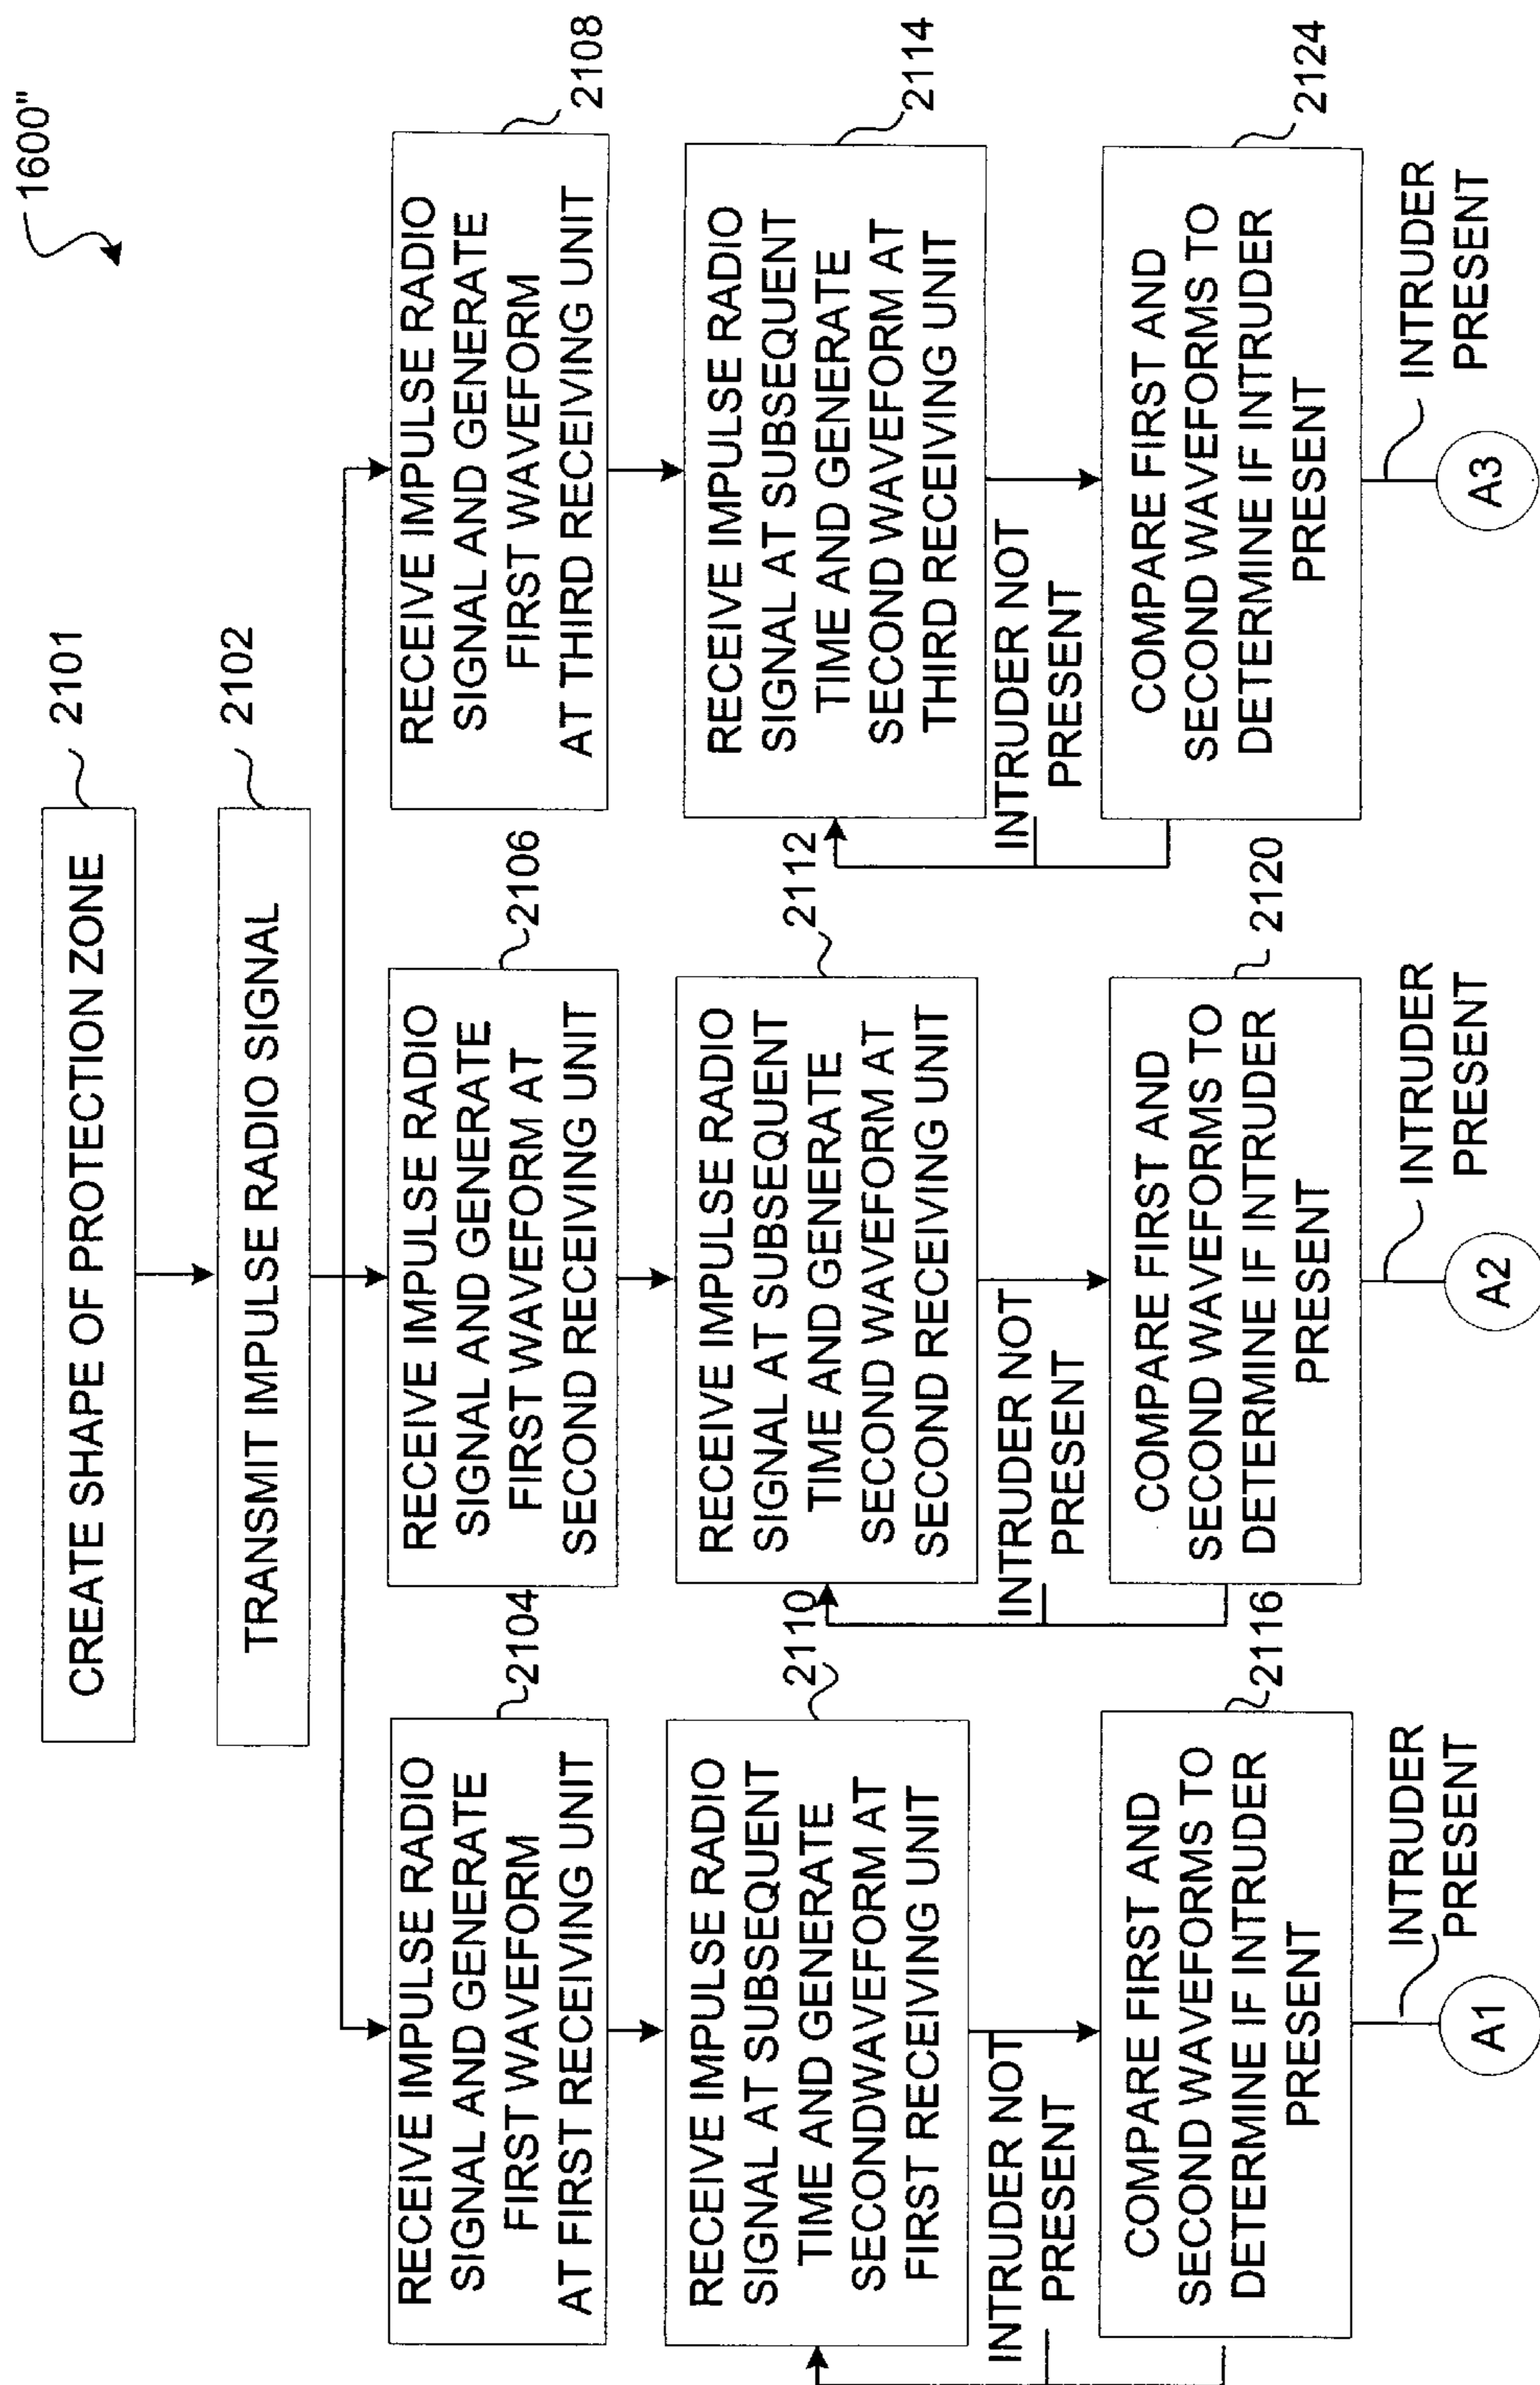 1600"
CREATE SHAPE OF PROTECTION ZONE
2101
TRANSMIT IMPULSE RADIO SIGNAL
2102
RECEIVE IMPULSE RADIO
SIGNAL AND GENERATE
FIRST WAVEFORM
AT FIRST RECEIVING UNIT
2104
RECEIVE IMPULSE RADIO
SIGNAL AND GENERATE
FIRST WAVEFORM AT
SECOND RECEIVING UNIT
2106
RECEIVE IMPULSE RADIO
SIGNAL AND GENERATE
FIRST WAVEFORM
AT THIRD RECEIVING UNIT
2108
RECEIVE IMPULSE RADIO
SIGNAL AT SUBSEQUENT
TIME AND GENERATE
SECONDWAVEFORM AT
FIRST RECEIVING UNIT
2110
RECEIVE IMPULSE RADIO
SIGNAL AT SUBSEQUENT
TIME AND GENERATE
SECOND WAVEFORM AT
SECOND RECEIVING UNIT
2112
RECEIVE IMPULSE RADIO
SIGNAL AT SUBSEQUENT
TIME AND GENERATE
SECOND WAVEFORM AT
THIRD RECEIVING UNIT
2114
INTRUDER NOT
PRESENT
INTRUDER NOT
PRESENT
INTRUDER NOT
PRESENT
COMPARE FIRST AND
SECOND WAVEFORMS TO
DETERMINE IF INTRUDER
PRESENT
2116
COMPARE FIRST AND
SECOND WAVEFORMS TO
DETERMINE IF INTRUDER
PRESENT
2120
COMPARE FIRST AND
SECOND WAVEFORMS TO
DETERMINE IF INTRUDER
PRESENT
2124
INTRUDER
PRESENT
INTRUDER
PRESENT
INTRUDER
PRESENT
A1
A2
A3